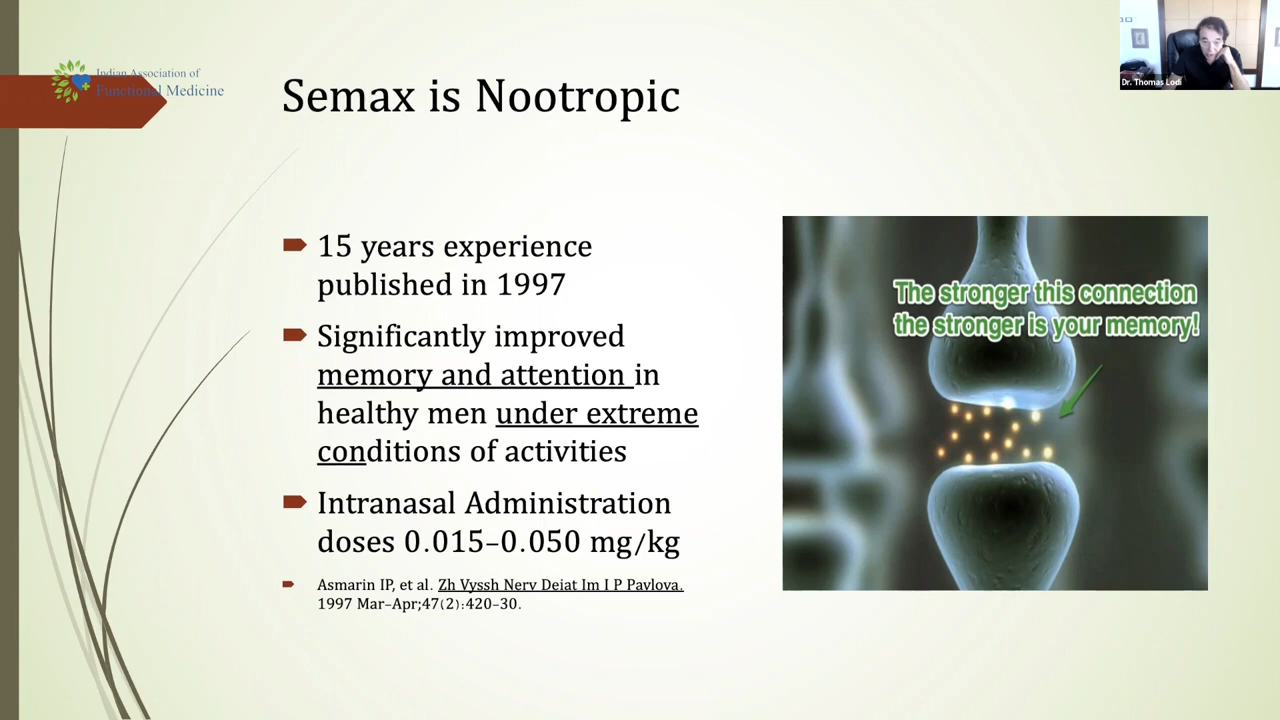 Indian Association of
Functional Medicine
Semax is Nootropic
Dr. Thomas Lodi
15 years experience
published in 1997
Significantly improved
memory and attention in
healthy men under extreme
conditions of activities
Intranasal Administration
doses 0.015–0.050 mg/kg
Asmarin IP, et al. Zh Vyssh Nerv Deiat Im I P Pavlova.
1997 Mar–Apr;47(2):420–30.
The stronger this connection
the stronger is your memory!